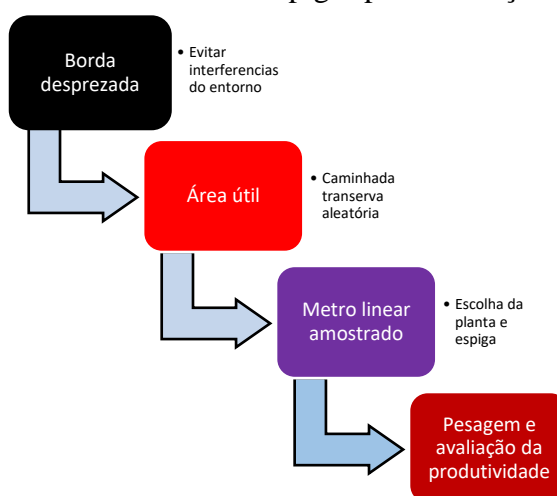 Borda
desprezada
• Evitar
interferencias
do entorno
Área útil
• Caminhada
transerva
aleatória
Metro linear
amostrado
• Escolha da
planta e
espiga
Pesagem e
avaliação da
produtividade